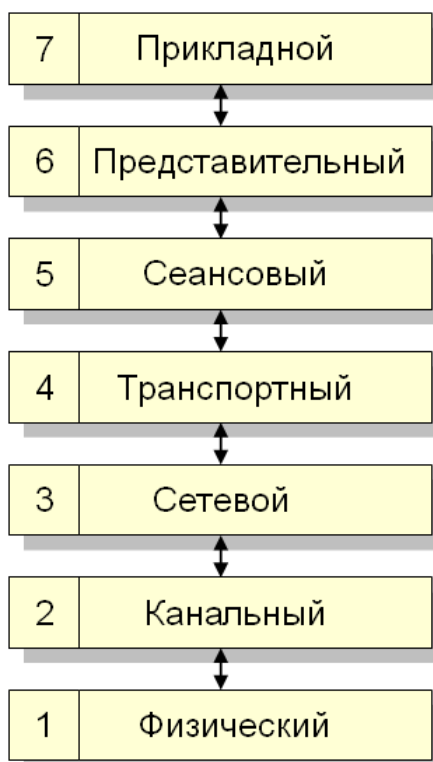 7 Прикладной
6 Представительный
5 Сеансовый
4 Транспортный
3 Сетевой
2 Канальный
1 Физический